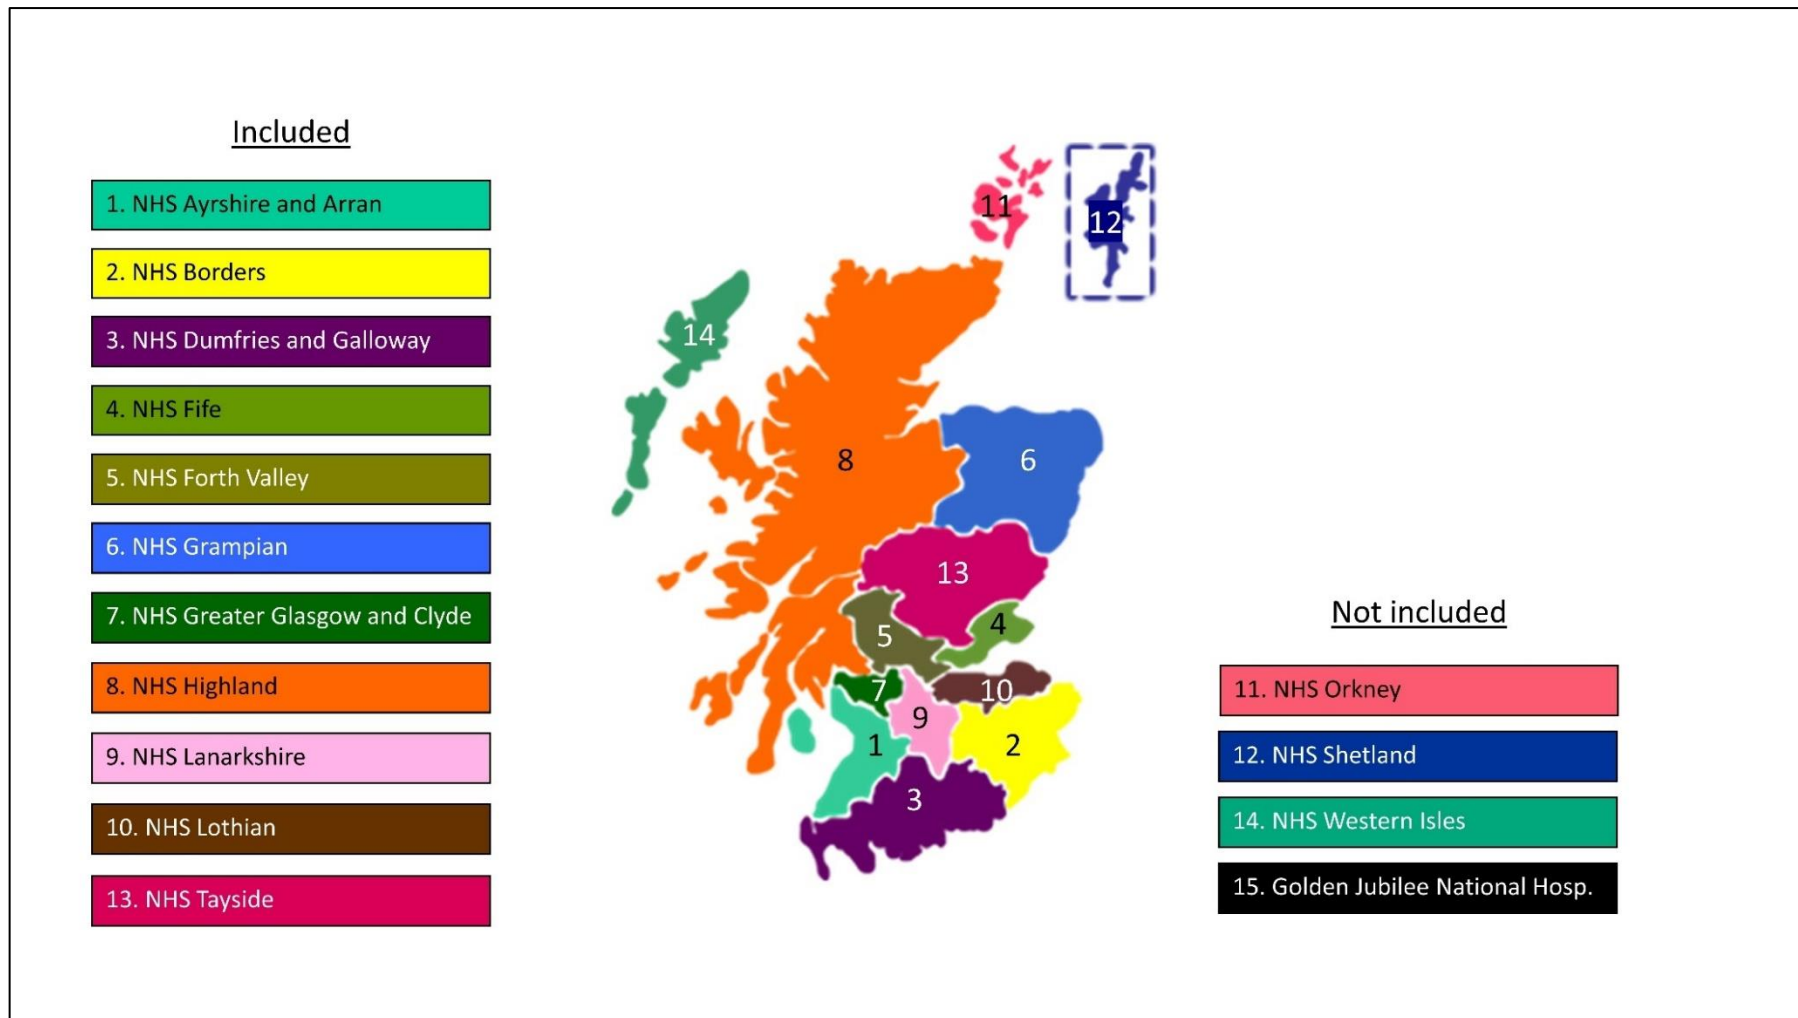 Included
1. NHS Ayrshire and Arran
2. NHS Borders
3. NHS Dumfries and Galloway
4. NHS Fife
5. NHS Forth Valley
6. NHS Grampian
7. NHS Greater Glasgow and Clyde
8. NHS Highland
9. NHS Lanarkshire
10. NHS Lothian
13. NHS Tayside
11
12
14
8
6
13
4
5
7
10
9
1
2
3
Not included
11. NHS Orkney
12. NHS Shetland
14. NHS Western Isles
15. Golden Jubilee National Hosp.